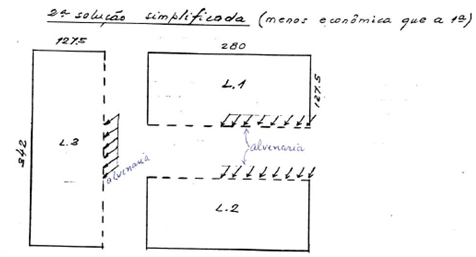 2ª solução simplificada (menos econômica que a 1ª)
127.5
280
L.1
127.5
342
L.3
alvenaria
alvenaria
L.2